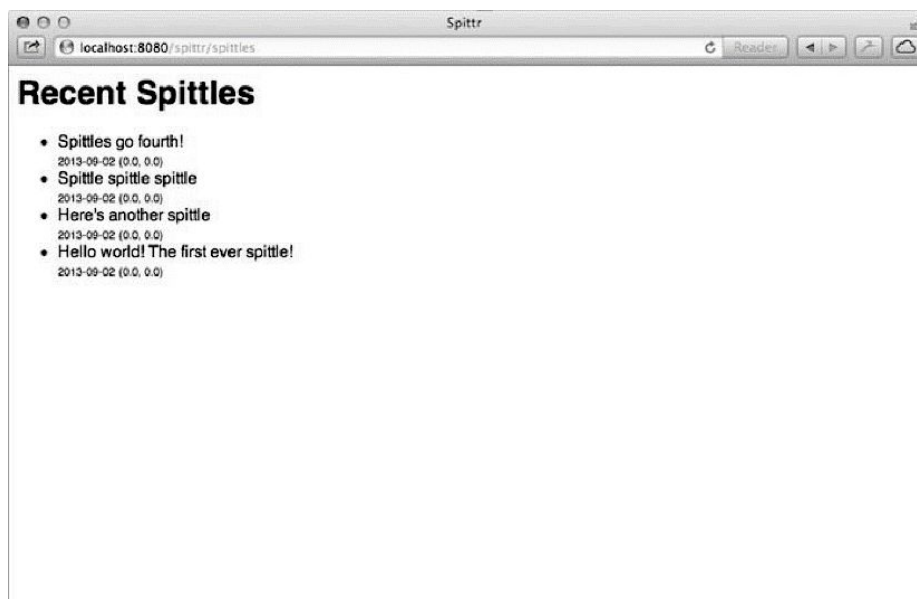 Spittr
localhost:8080/spittr/spittles
Reader
Recent Spittles
Spittles go fourth!
2013-09-02 (0.0, 0.0)
Spittle spittle spittle
2013-09-02 (0.0, 0.0)
Here's another spittle
2013-09-02 (0.0, 0.0)
Hello world! The first ever spittle!
2013-09-02 (0.0, 0.0)